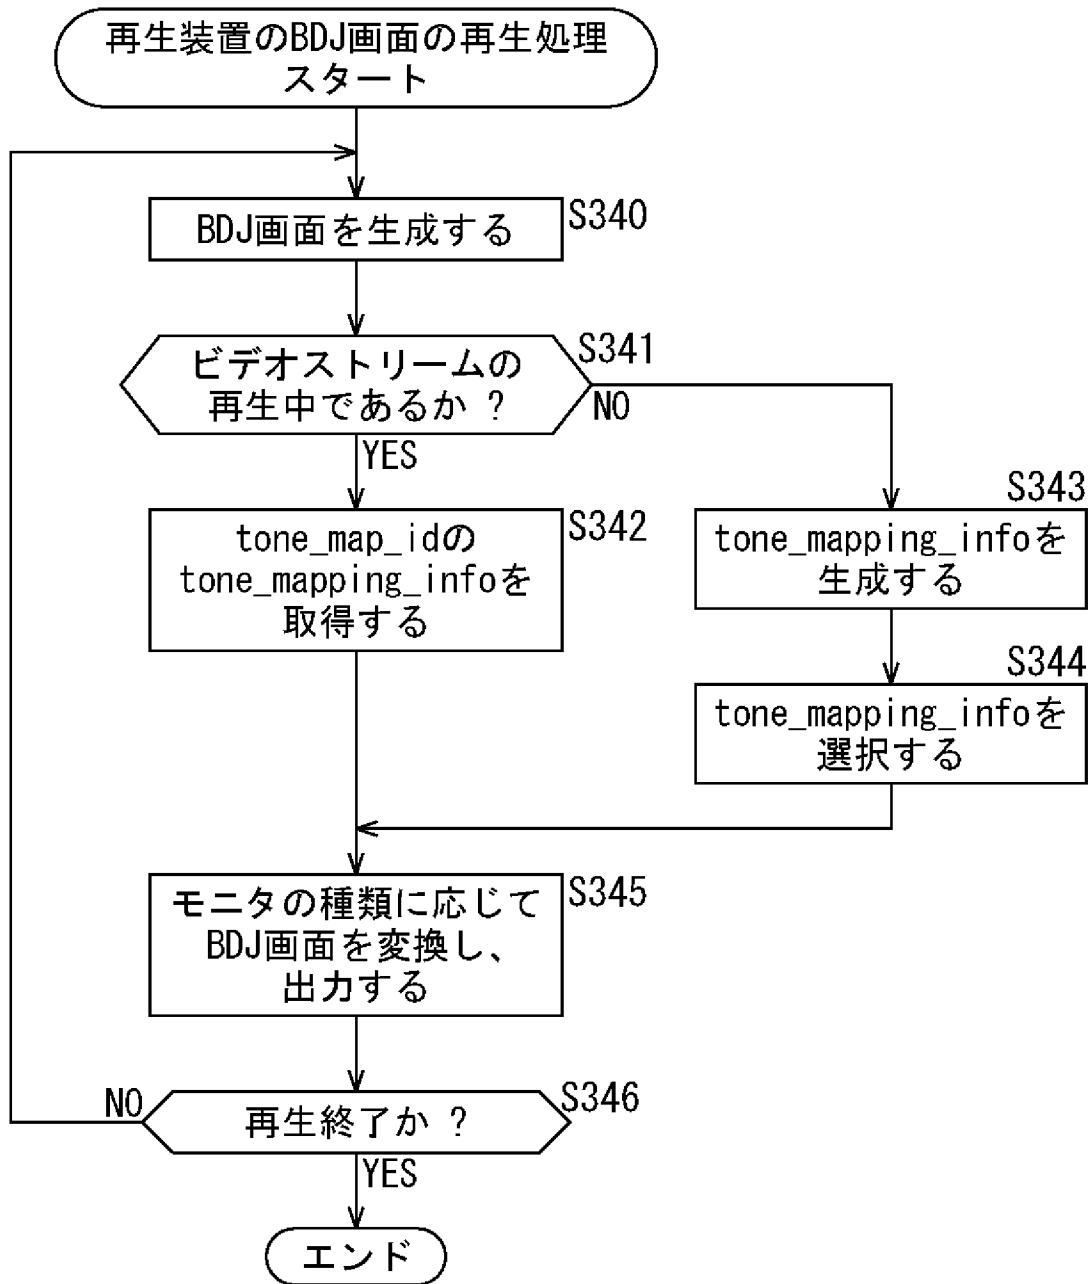 再生装置のBDJ画面の再生処理
スタート
BDJ画面を生成する
S340
ビデオストリームの
再生中であるか ?
S341
NO
YES
tone_map_idの
tone_mapping_infoを
取得する
S342
S343
tone_mapping_infoを
生成する
S344
tone_mapping_infoを
選択する
モニタの種類に応じて
BDJ画面を変換し、
出力する
S345
NO
再生終了か ?
S346
YES
エンド